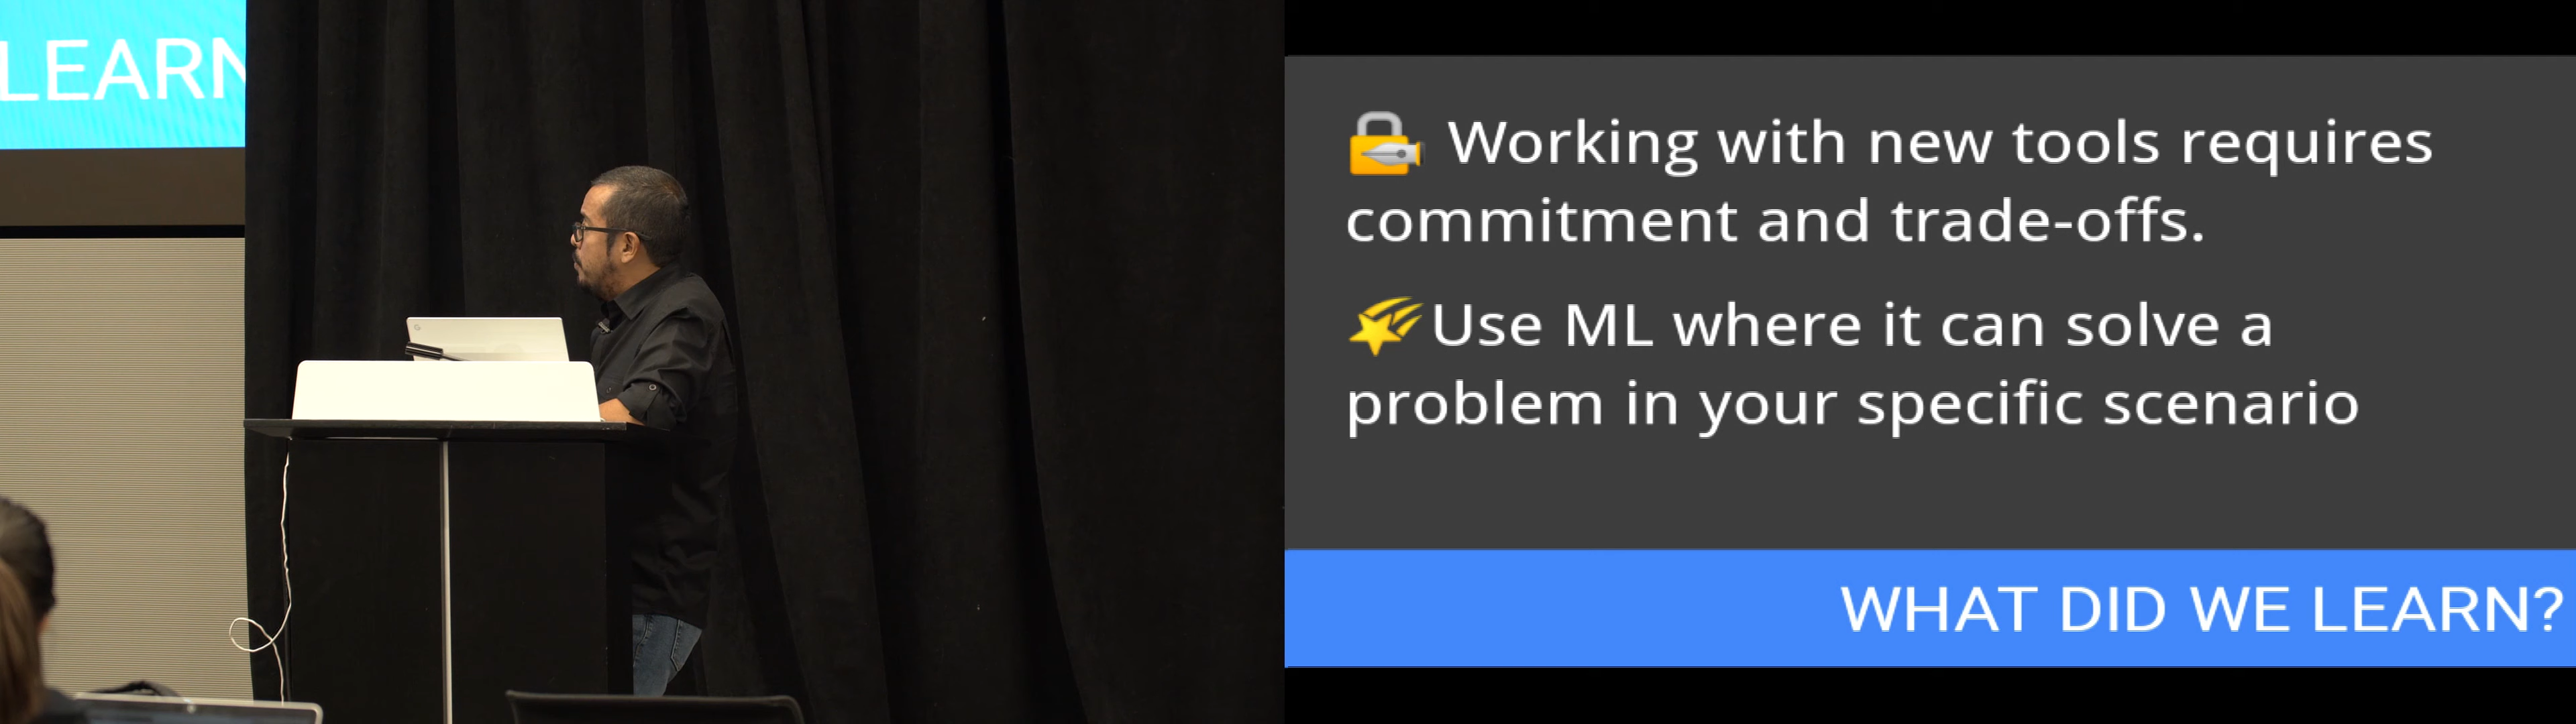 LEARN
🔏 Working with new tools requires
commitment and trade-offs.
🌠Use ML where it can solve a
problem in your specific scenario
WHAT DID WE LEARN?